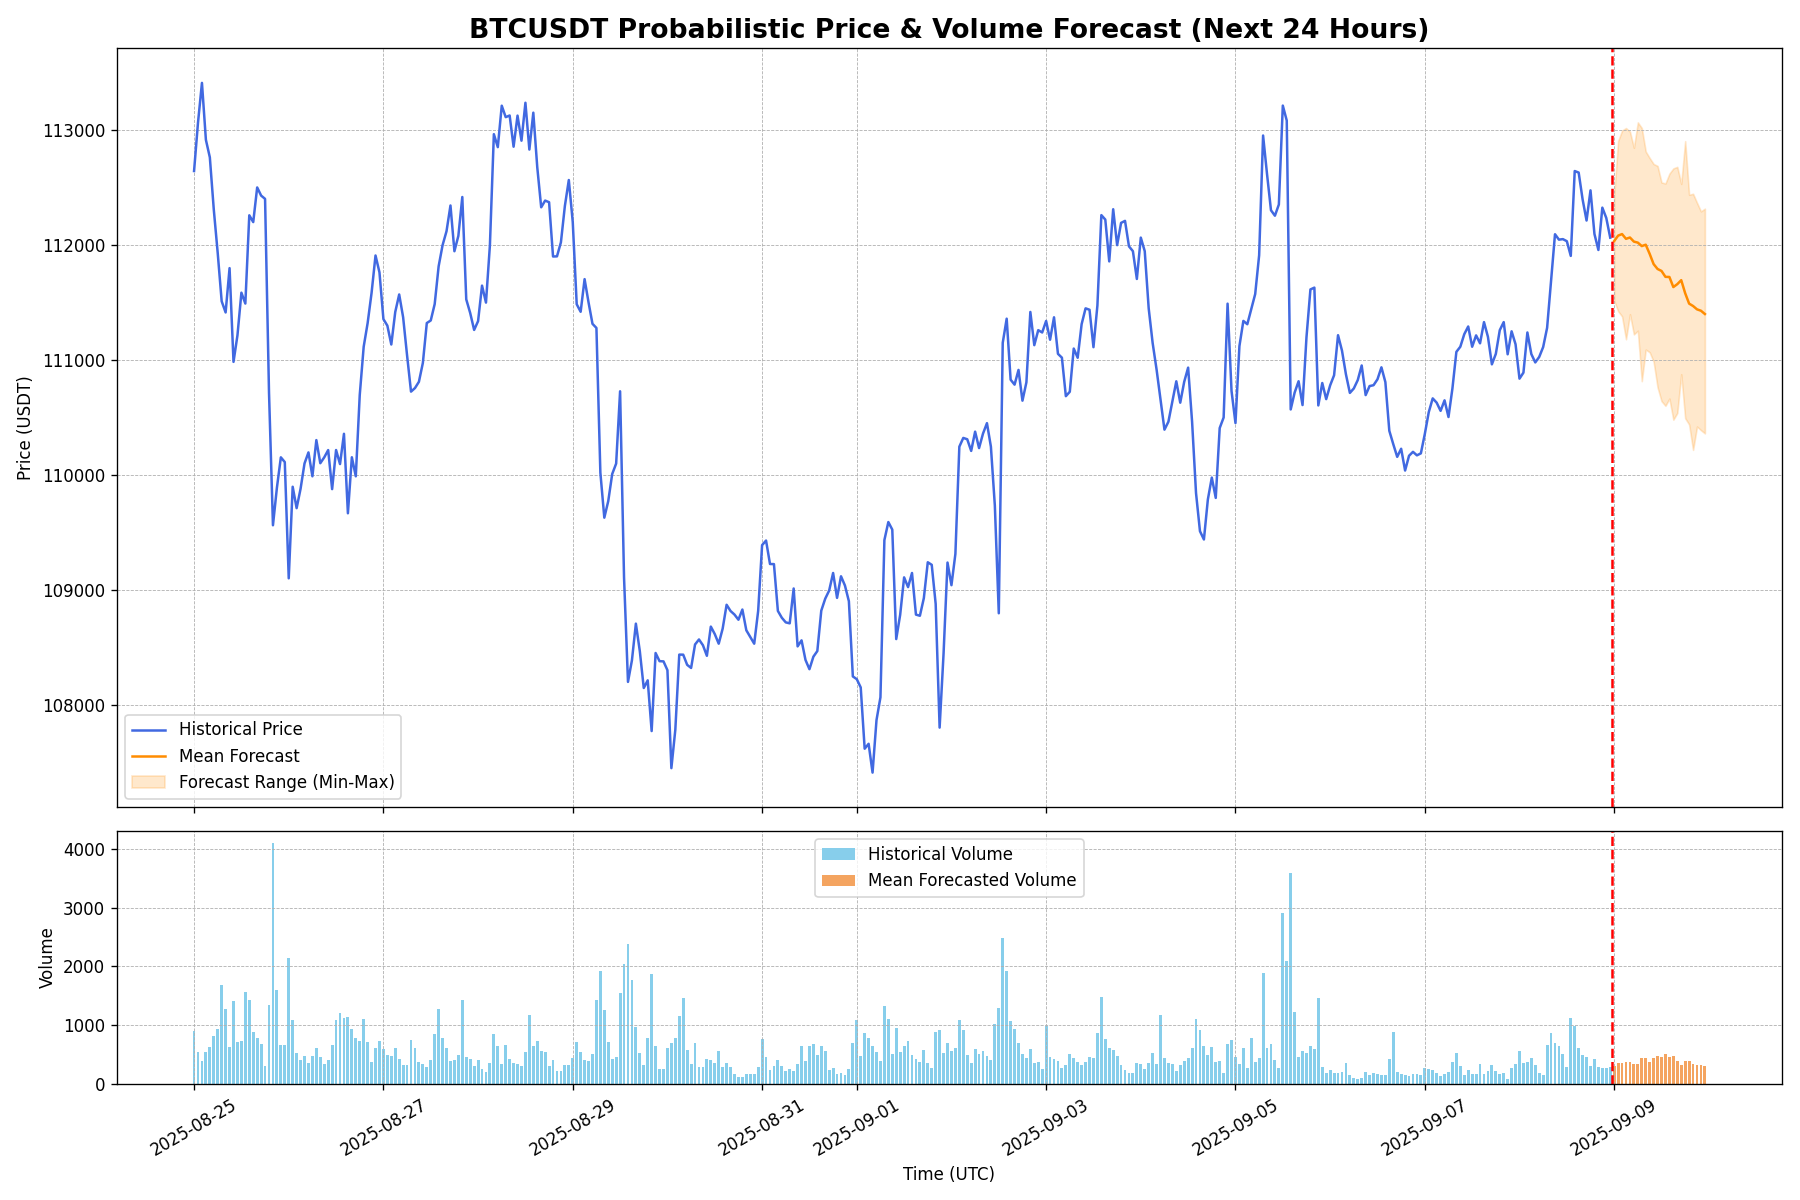 BTCUSDT Probabilistic Price & Volume Forecast (Next 24 Hours)
113000
112000
111000
110000
109000
108000
Price (USDT)
Historical Price
Mean Forecast
Forecast Range (Min-Max)
4000
3000
2000
1000
0
Volume
Historical Volume
Mean Forecasted Volume
2025-08-25
2025-08-27
2025-08-29
2025-08-31
2025-09-01
2025-09-03
2025-09-05
2025-09-07
2025-09-09
Time (UTC)